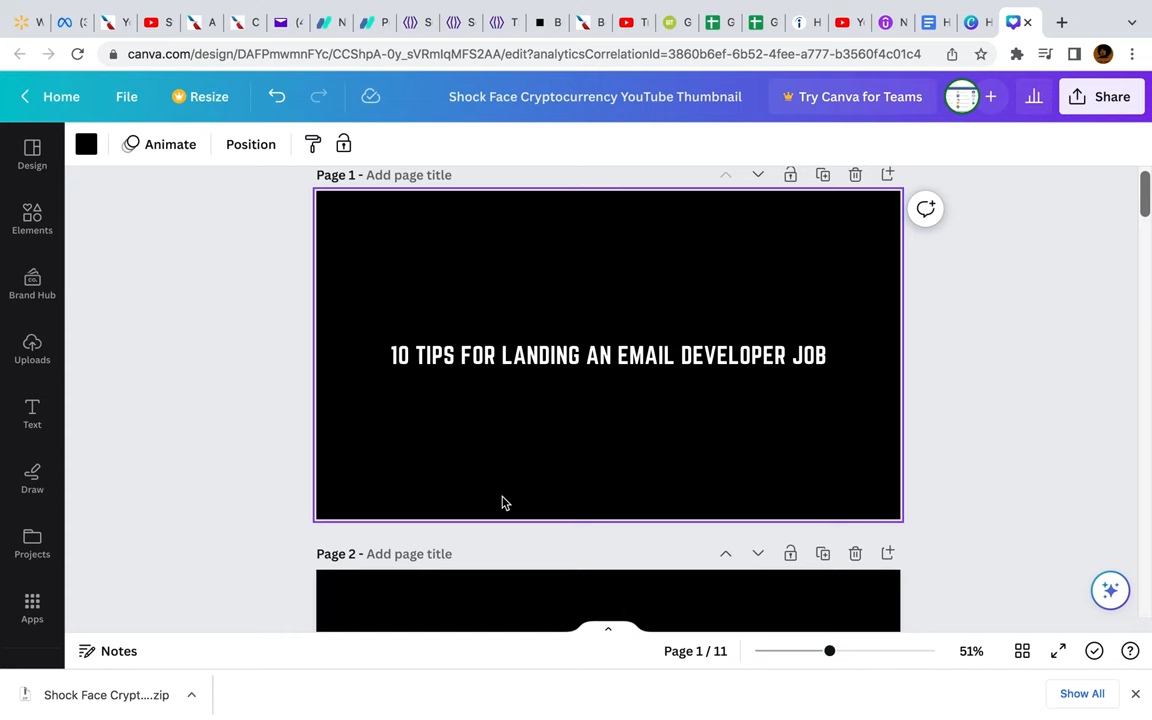 W
(3
Y
S
A
C
(4
N
P
S
S
T
B
B
T
G
G
G
H
Y
N
H
H
canva.com/design/DAFPmwmnFYc/CCShpA-0y_sVRmIqMFS2AA/edit?analyticsCorrelationId=3860b6ef-6b52-4fee-a777-b3560f4c01c4
Home
File
Resize
Shock Face Cryptocurrency YouTube Thumbnail
Try Canva for Teams
Share
Animate
Position
Design
Elements
Brand Hub
Uploads
Text
Draw
Projects
Apps
Page 1 - Add page title
10 TIPS FOR LANDING AN EMAIL DEVELOPER JOB
Page 2 - Add page title
Notes
Page 1 / 11
51%
Shock Face Crypt....zip
Show All